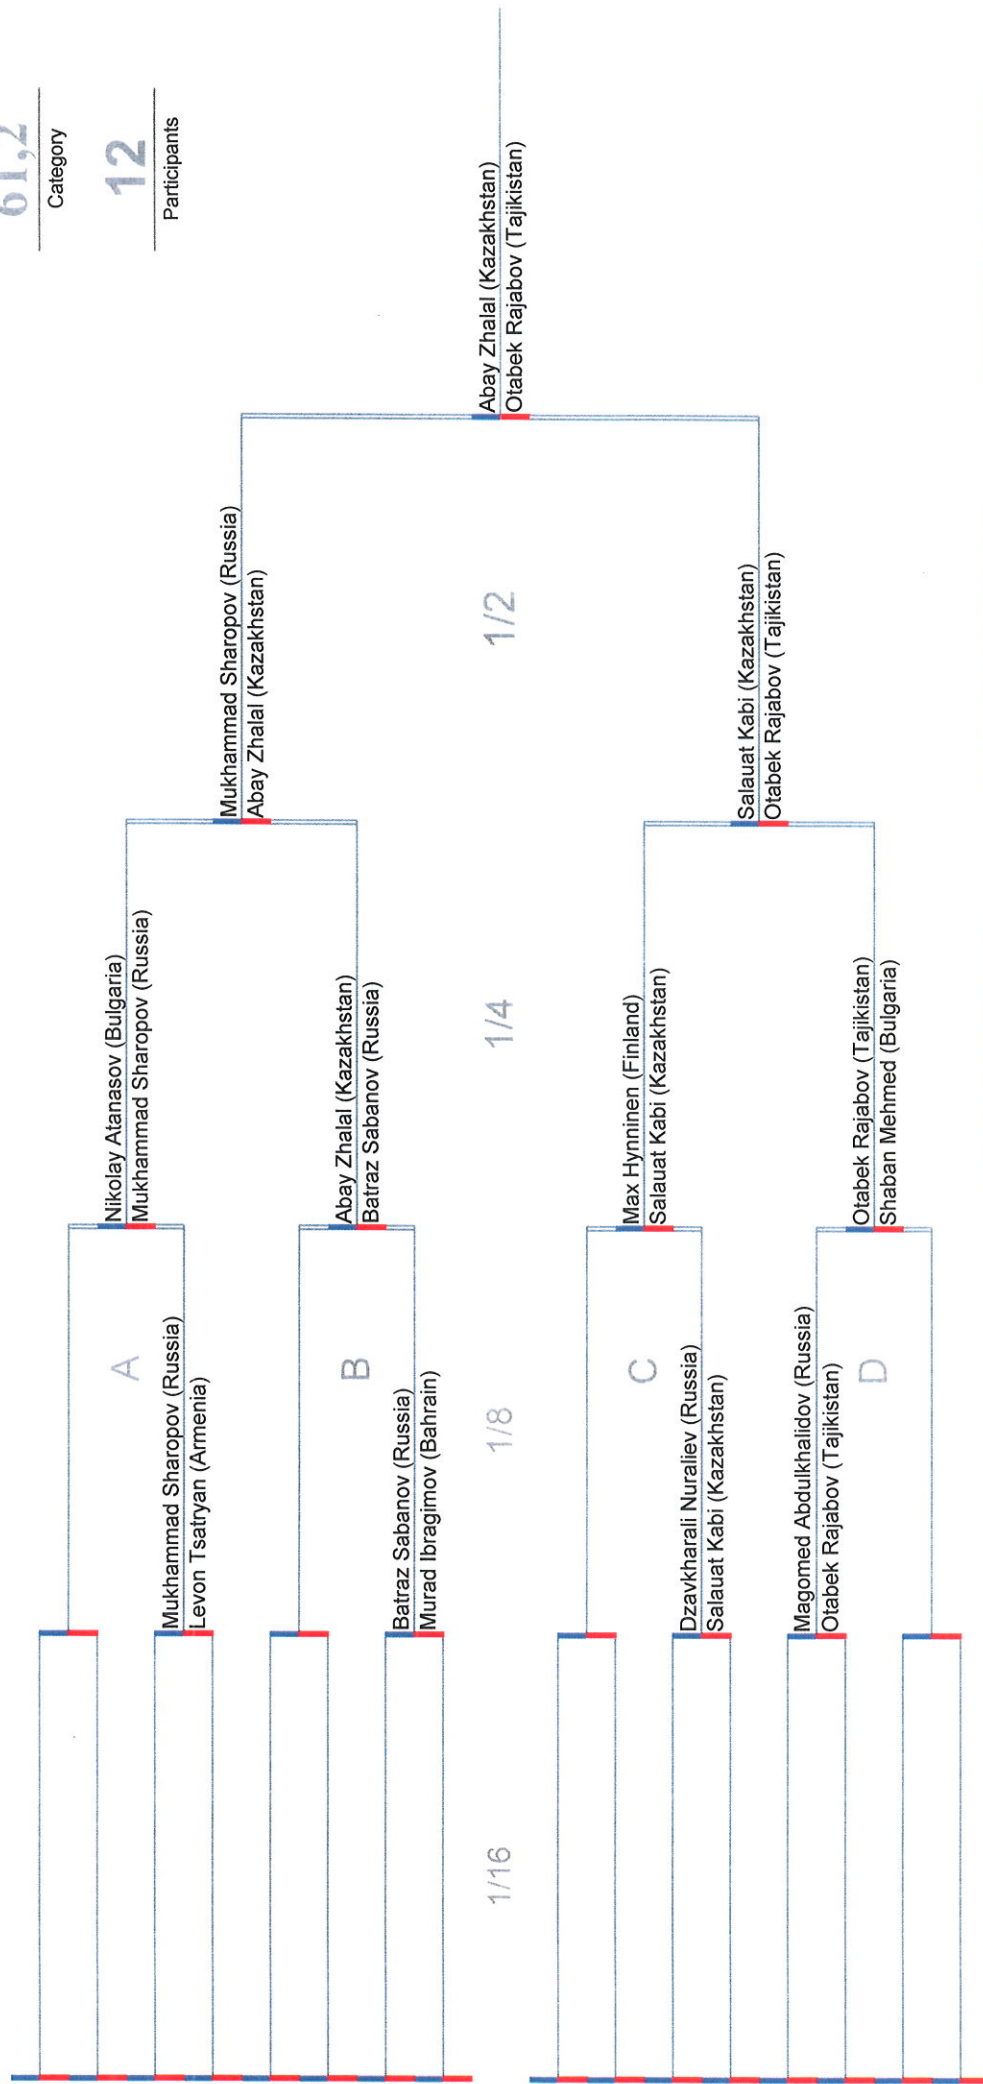 61,2
Category
12
Participants
Mukhammad Sharopov (Russia)
Levon Tsatryan (Armenia)
Batraz Sabanov (Russia)
Murad Ibragimov (Bahrain)
Dzavkharali Nuraliev (Russia)
Salauat Kabi (Kazakhstan)
Magomed Abdulkhalidov (Russia)
Otabek Rajabov (Tajikistan)
A
B
C
D
Nikolay Atanasov (Bulgaria)
Mukhammad Sharopov (Russia)
Abay Zhalal (Kazakhstan)
Batraz Sabanov (Russia)
Max Hynninen (Finland)
Salauat Kabi (Kazakhstan)
Otabek Rajabov (Tajikistan)
Shaban Mehmed (Bulgaria)
Mukhammad Sharopov (Russia)
Abay Zhalal (Kazakhstan)
Salauat Kabi (Kazakhstan)
Otabek Rajabov (Tajikistan)
Abay Zhalal (Kazakhstan)
Otabek Rajabov (Tajikistan)
1/16
1/8
1/4
1/2